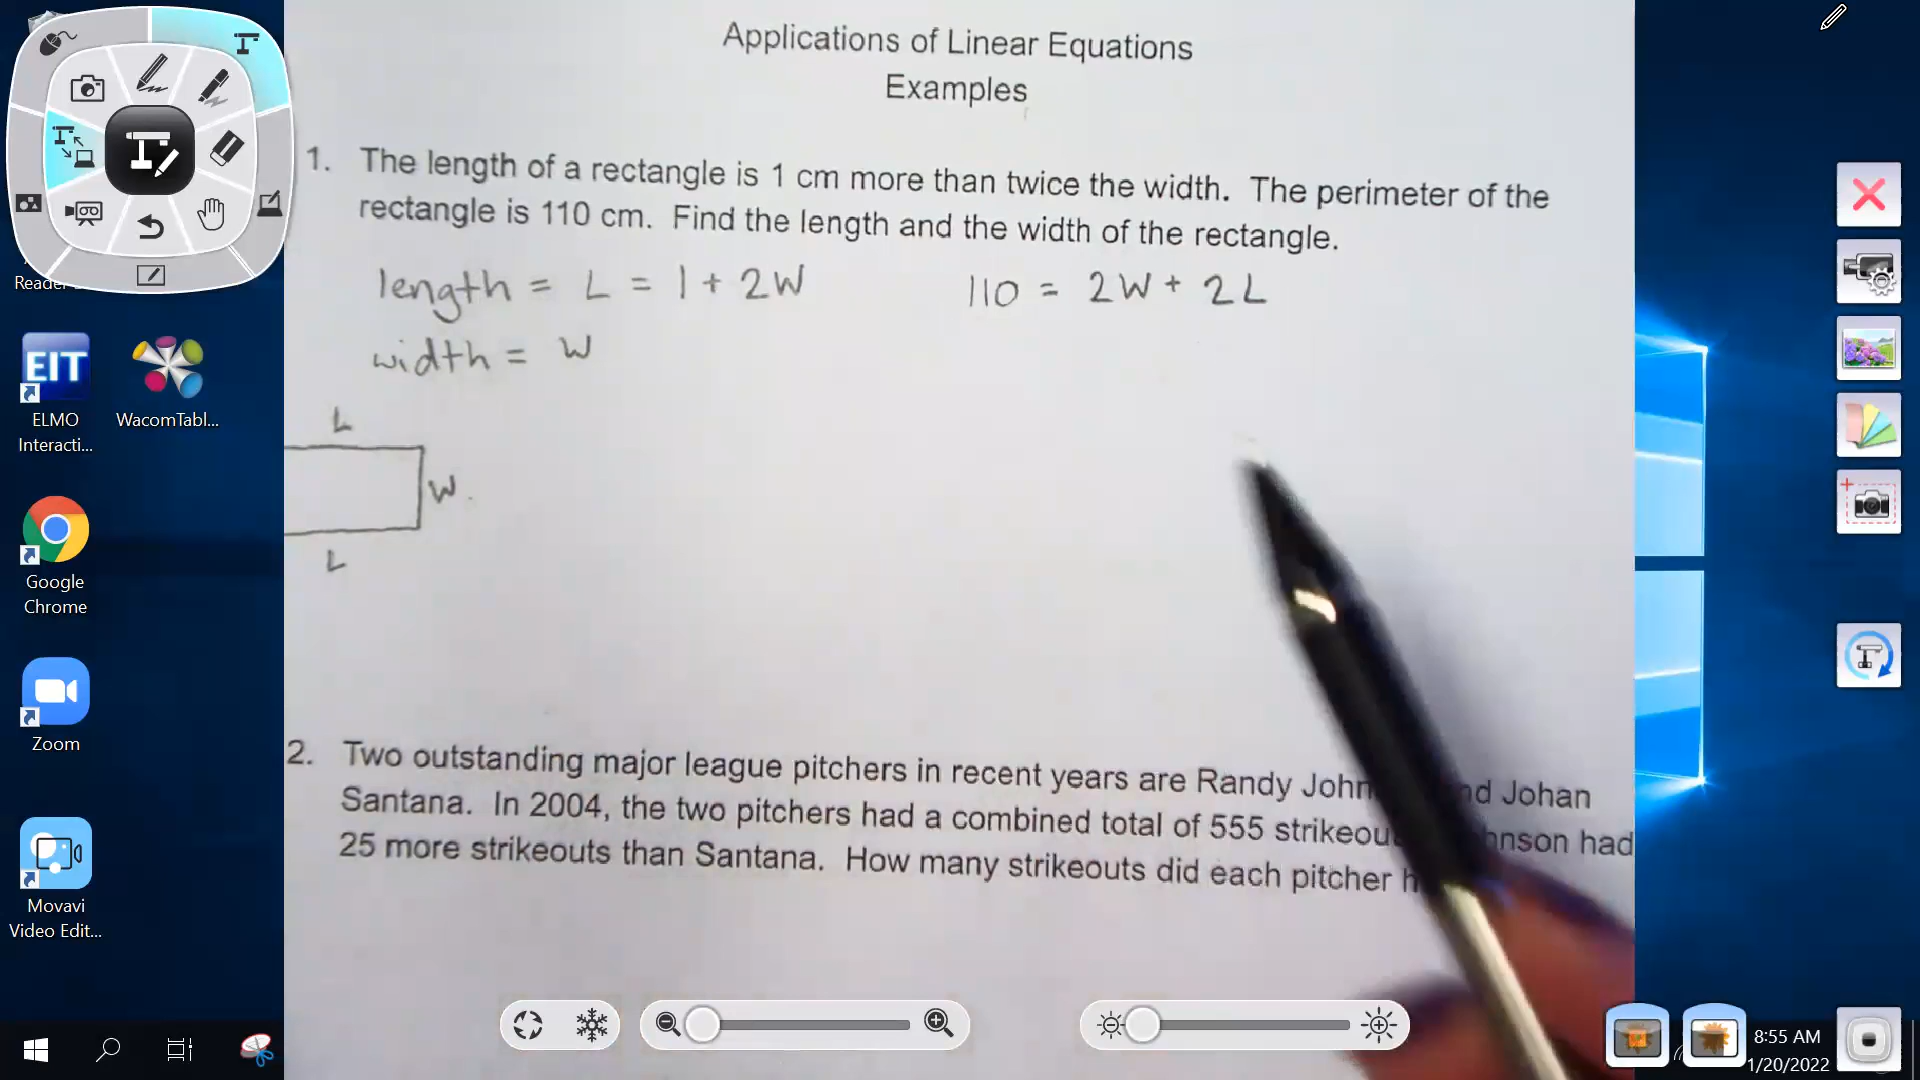 Applications of Linear Equations
Examples
1. The length of a rectangle is 1 cm more than twice the width. The perimeter of the
rectangle is 110 cm. Find the length and the width of the rectangle.
length = L = 1 + 2W
110 = 2W + 2L
width = W
L
W
L
2. Two outstanding major league pitchers in recent years are Randy John nd Johan
Santana. In 2004, the two pitchers had a combined total of 555 strikeou hnson had
25 more strikeouts than Santana. How many strikeouts did each pitcher h
Reader
EIT
ELMO
Interacti...
WacomTabl...
Google
Chrome
Zoom
Movavi
Video Edit...
8:55 AM
1/20/2022